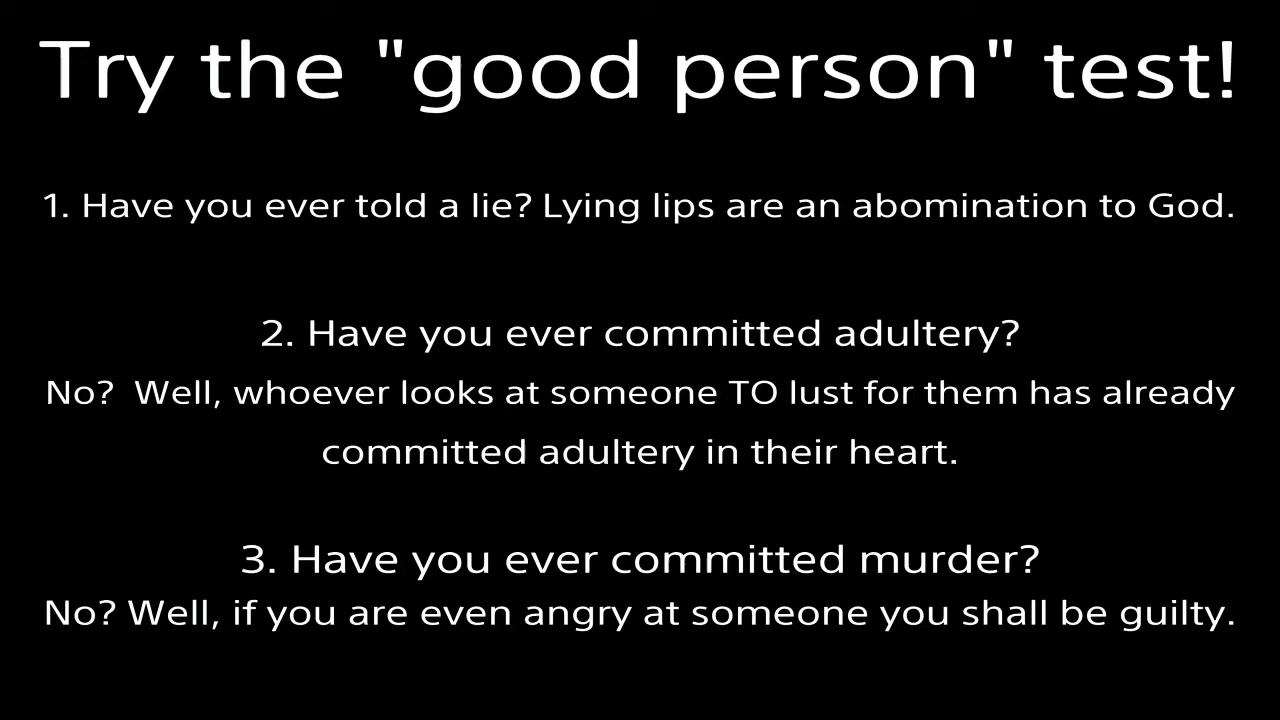 Try the "good person" test!
1. Have you ever told a lie? Lying lips are an abomination to God.
2. Have you ever committed adultery?
No?  Well, whoever looks at someone TO lust for them has already
committed adultery in their heart.
3. Have you ever committed murder?
No? Well, if you are even angry at someone you shall be guilty.